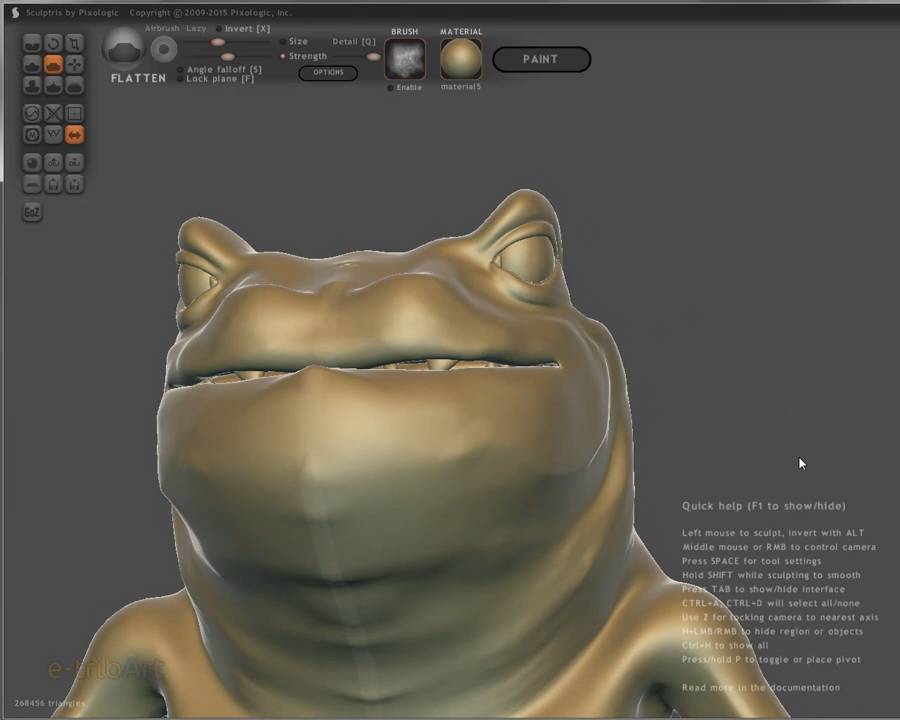 Sculptris by Pixologic Copyright © 2009-2015 Pixologic, Inc.
Airbrush Lazy Invert [X]
Size Detail [Q]
Strength
FLATTEN
Angle falloff [S]
Lock plane [F]
OPTIONS
BRUSH
Enable
MATERIAL
material5
PAINT
GoZ
Quick help (F1 to show/hide)
Left mouse to sculpt, invert with ALT
Middle mouse or RMB to control camera
Press SPACE for tool settings
Hold SHIFT while sculpting to smooth
Press TAB to show/hide interface
CTRL+A, CTRL+D will select all/none
Use Z for locking camera to nearest axis
H+LMB/RMB to hide region or objects
Ctrl+H to show all
Press/hold P to toggle or place pivot
Read more in the documentation
e-tribArt
268456 triangles